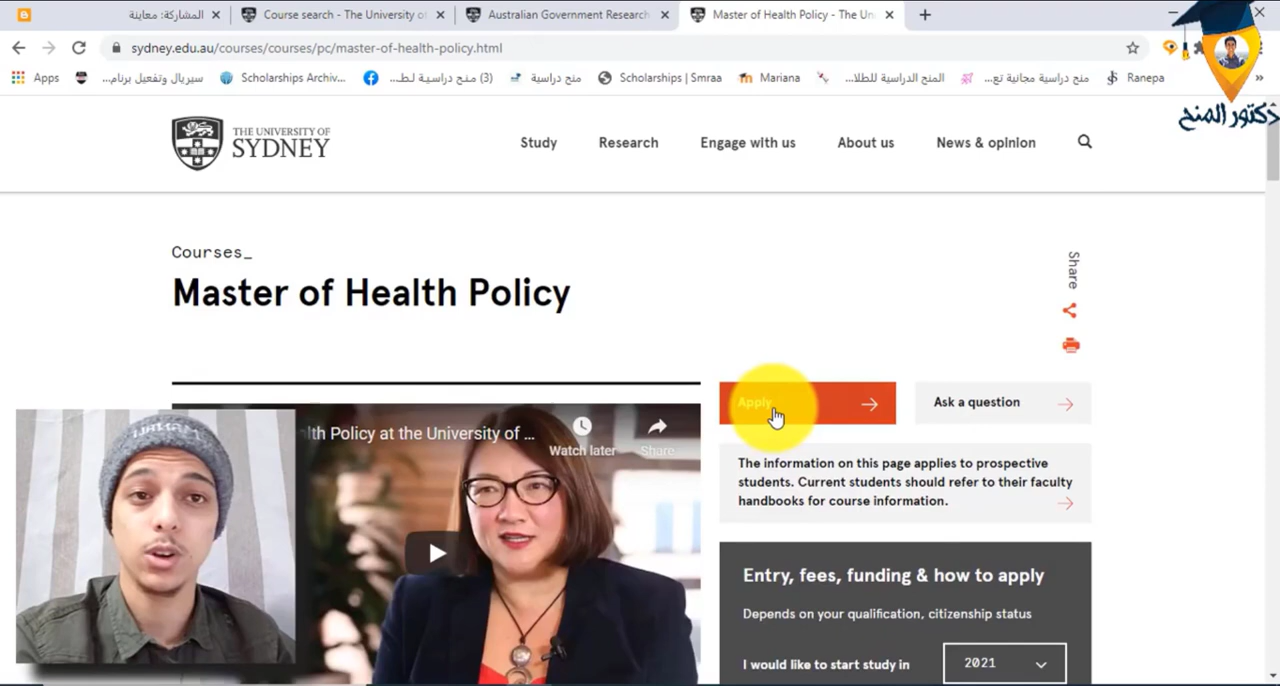 المشاركة: معاينة
Course search - The University o
Australian Government Research
Master of Health Policy - The Un
sydney.edu.au/courses/courses/pc/master-of-health-policy.html
Apps
سيريال وتفعيل برنام...
Scholarships Archiv...
(3) منح دراسية لـطـ...
منح دراسية
Scholarships | Smraa
Mariana
المنح الدراسية للطلا...
منح دراسية مجانية تع...
Ranepa
»
دكتور المنح
THE UNIVERSITY OF
SYDNEY
Study
Research
Engage with us
About us
News & opinion
Courses_
Master of Health Policy
Share
Apply
Ask a question
lth Policy at the University of ...
Watch later
Share
The information on this page applies to prospective
students. Current students should refer to their faculty
handbooks for course information.
Entry, fees, funding & how to apply
Depends on your qualification, citizenship status
I would like to start study in
2021